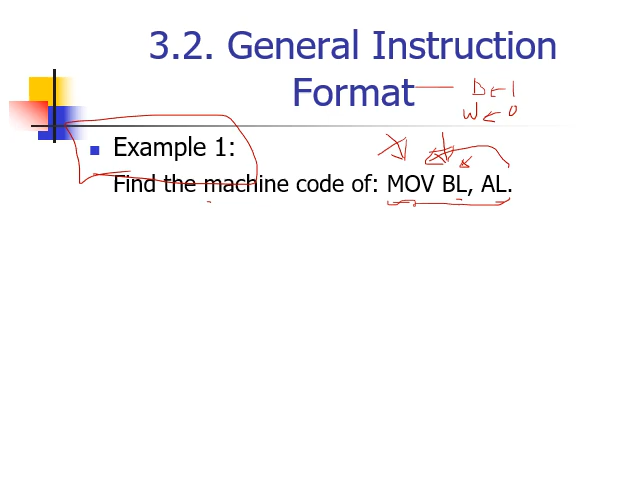 3.2. General Instruction
Format
D ← 1
W ← 0
Example 1:
Find the machine code of: MOV BL, AL.